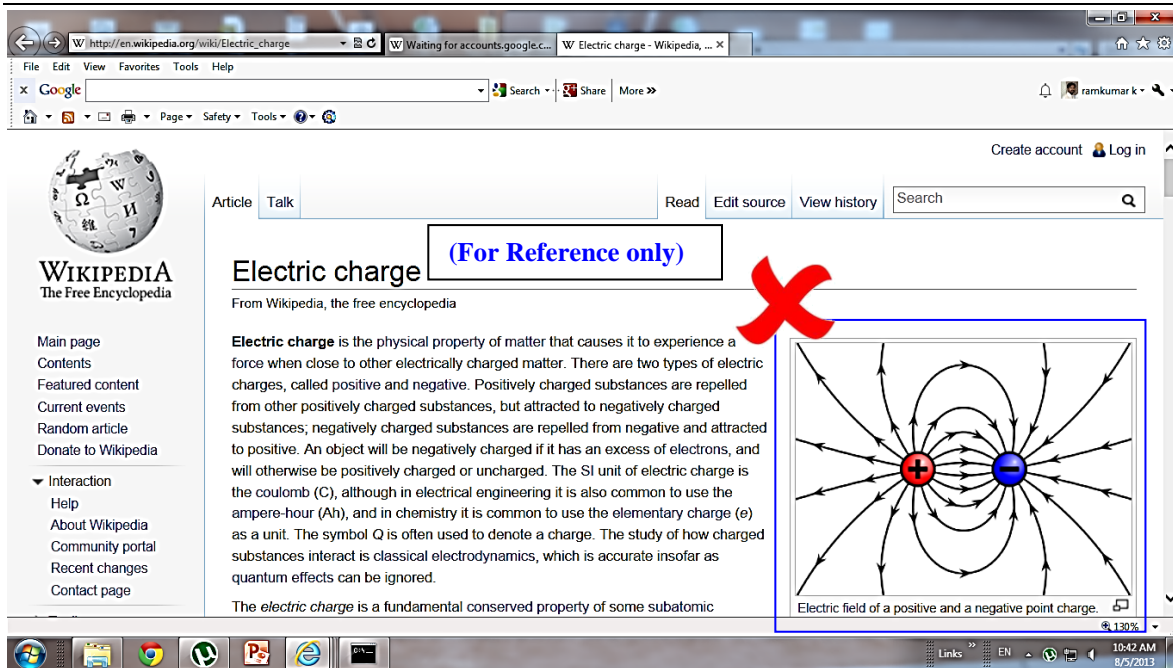 http://en.wikipedia.org/wiki/Electric_charge
Waiting for accounts.google.c...
Electric charge - Wikipedia, ...
File Edit View Favorites Tools Help
x Google
Search
Share
More »
ramkumar k
Page Safety Tools
Create account Log in
Article Talk
Read Edit source View history
Search
WIKIPEDIA
The Free Encyclopedia
Main page
Contents
Featured content
Current events
Random article
Donate to Wikipedia
Interaction
Help
About Wikipedia
Community portal
Recent changes
Contact page
(For Reference only)
Electric charge
From Wikipedia, the free encyclopedia
Electric charge is the physical property of matter that causes it to experience a
force when close to other electrically charged matter. There are two types of electric
charges, called positive and negative. Positively charged substances are repelled
from other positively charged substances, but attracted to negatively charged
substances; negatively charged substances are repelled from negative and attracted
to positive. An object will be negatively charged if it has an excess of electrons, and
will otherwise be positively charged or uncharged. The SI unit of electric charge is
the coulomb (C), although in electrical engineering it is also common to use the
ampere-hour (Ah), and in chemistry it is common to use the elementary charge (e)
as a unit. The symbol Q is often used to denote a charge. The study of how charged
substances interact is classical electrodynamics, which is accurate insofar as
quantum effects can be ignored.
The electric charge is a fundamental conserved property of some subatomic
+ −
Electric field of a positive and a negative point charge.
130%
Links » EN
10:42 AM
8/5/2013